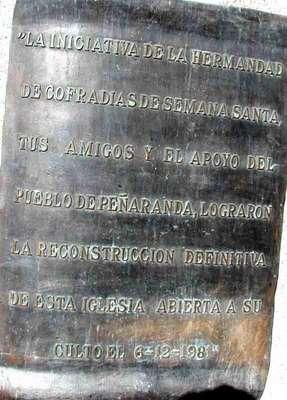 "LA INICIATIVA DE LA HERMANDAD
DE COFRADIAS DE SEMANA SANTA,
TUS AMIGOS Y EL APOYO DEL
PUEBLO DE PEÑARANDA, LOGRARON
LA RECONSTRUCCION DEFINITIVA
DE ESTA IGLESIA ABIERTA A SU
CULTO EL 6-12-1981"